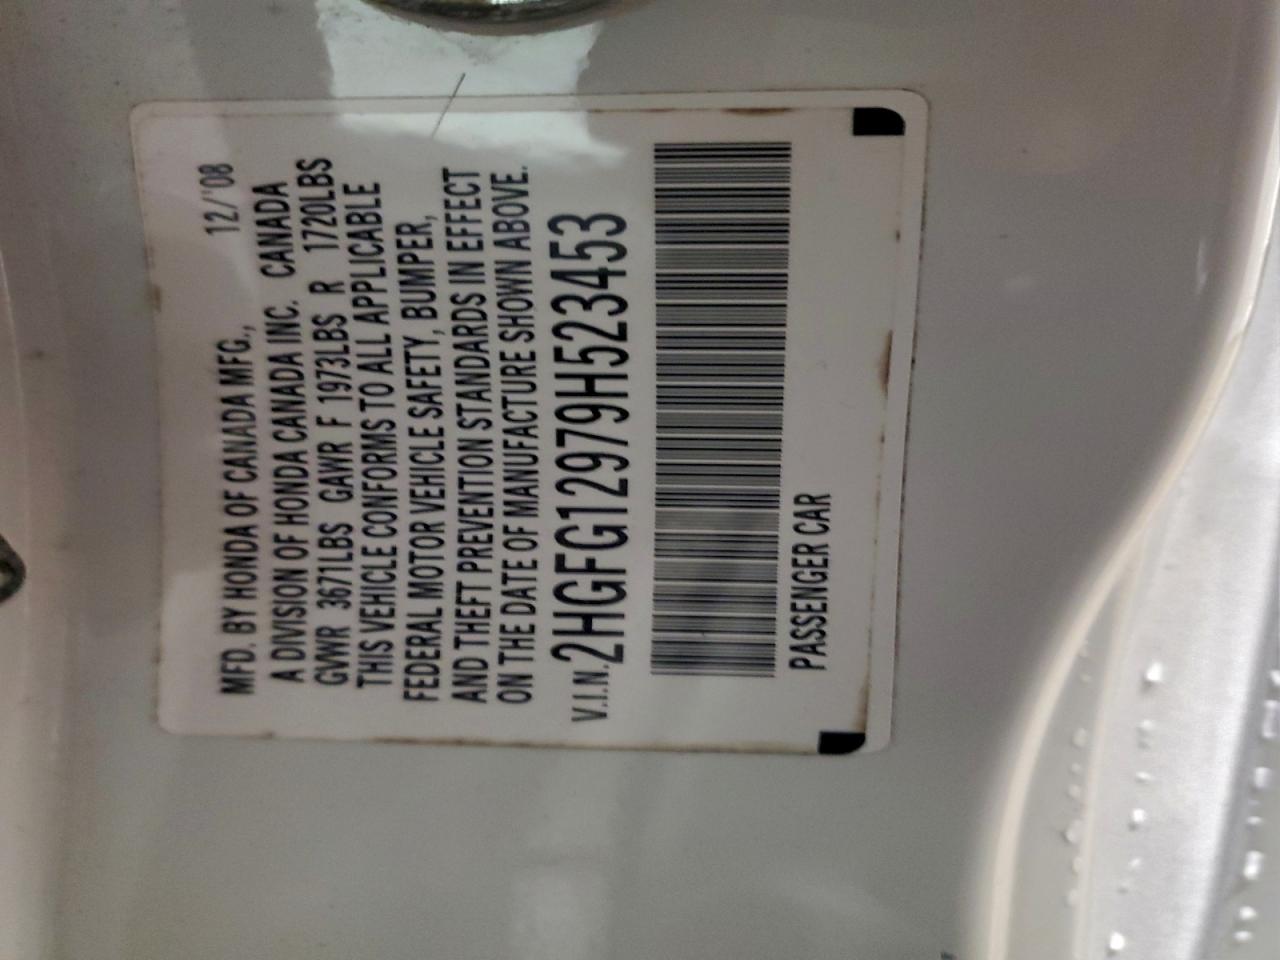 MFD. BY HONDA OF CANADA MFG., 12/'08
A DIVISION OF HONDA CANADA INC. CANADA
GVWR 3671LBS GAWR F 1973LBS R 1720LBS
THIS VEHICLE CONFORMS TO ALL APPLICABLE
FEDERAL MOTOR VEHICLE SAFETY, BUMPER,
AND THEFT PREVENTION STANDARDS IN EFFECT
ON THE DATE OF MANUFACTURE SHOWN ABOVE.
V.I.N. 2HGFG12979H523453
PASSENGER CAR